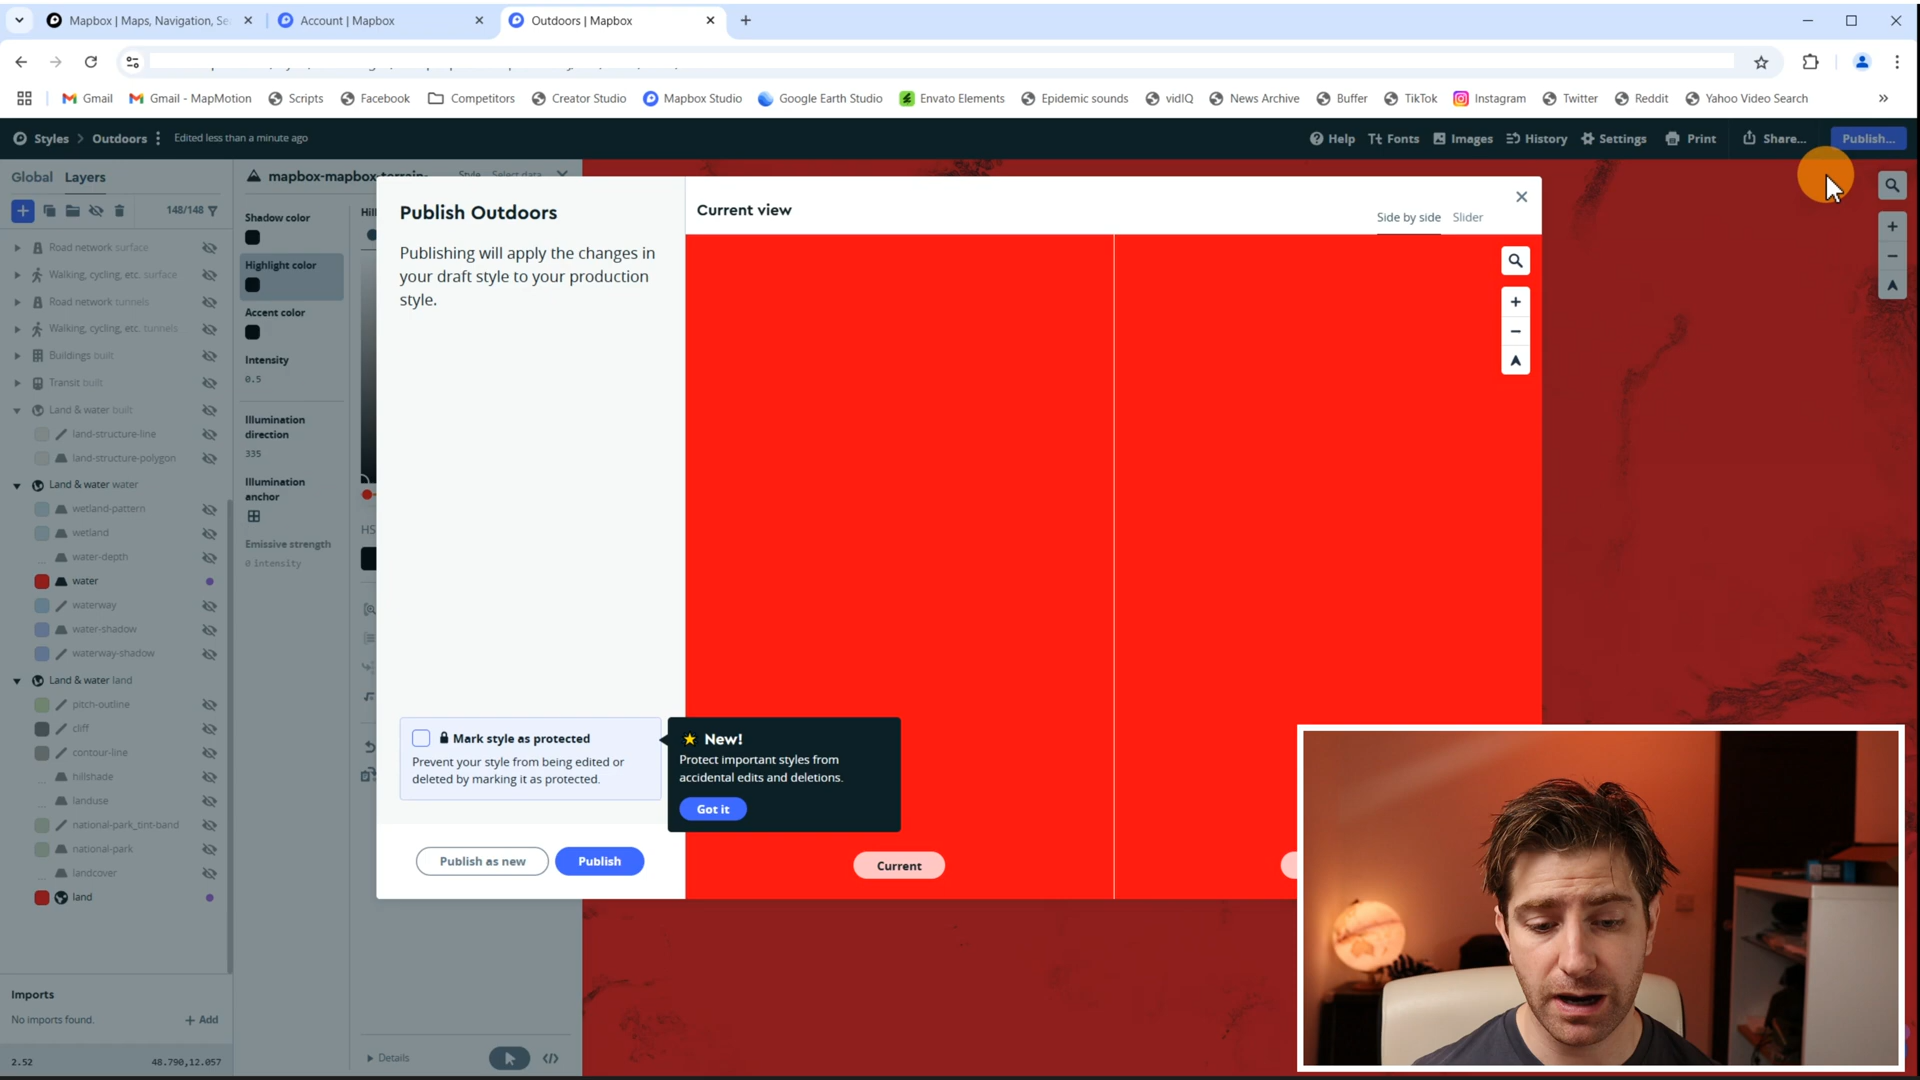 Mapbox | Maps, Navigation, Se
Account | Mapbox
Outdoors | Mapbox
Gmail
Gmail - MapMotion
Scripts
Facebook
Competitors
Creator Studio
Mapbox Studio
Google Earth Studio
Envato Elements
Epidemic sounds
vidIQ
News Archive
Buffer
TikTok
Instagram
Twitter
Reddit
Yahoo Video Search
Styles > Outdoors
Edited less than a minute ago
Help
Fonts
Images
History
Settings
Print
Share...
Publish...
Global Layers
148/148
Road network surface
Walking, cycling, etc. surface
Road network tunnels
Walking, cycling, etc. tunnels
Buildings built
Transit built
Land & water built
land-structure-line
land-structure-polygon
Land & water water
wetland-pattern
wetland
water-depth
water
waterway
water-shadow
waterway-shadow
Land & water land
pitch-outline
cliff
contour-line
hillshade
landuse
national-park_tint-band
national-park
landcover
land
Imports
No imports found.
+ Add
2.52
48.790,12.057
mapbox-mapbox-terrain-
Style Select data
Shadow color
Highlight color
Accent color
Intensity
0.5
Illumination
direction
335
Illumination
anchor
Emissive strength
0 intensity
Hil
HS
Details
Publish Outdoors
Publishing will apply the changes in
your draft style to your production
style.
Mark style as protected
Prevent your style from being edited or
deleted by marking it as protected.
New!
Protect important styles from
accidental edits and deletions.
Got it
Publish as new
Publish
Current view
Side by side
Slider
Current